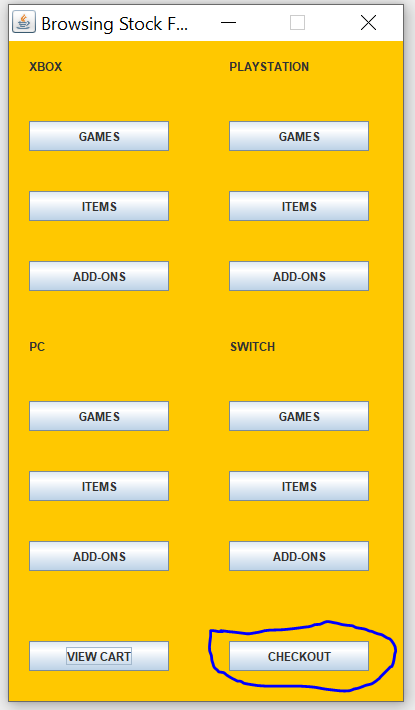 Browsing Stock F...
XBOX PLAYSTATION
GAMES GAMES
ITEMS ITEMS
ADD-ONS ADD-ONS
PC SWITCH
GAMES GAMES
ITEMS ITEMS
ADD-ONS ADD-ONS
VIEW CART CHECKOUT